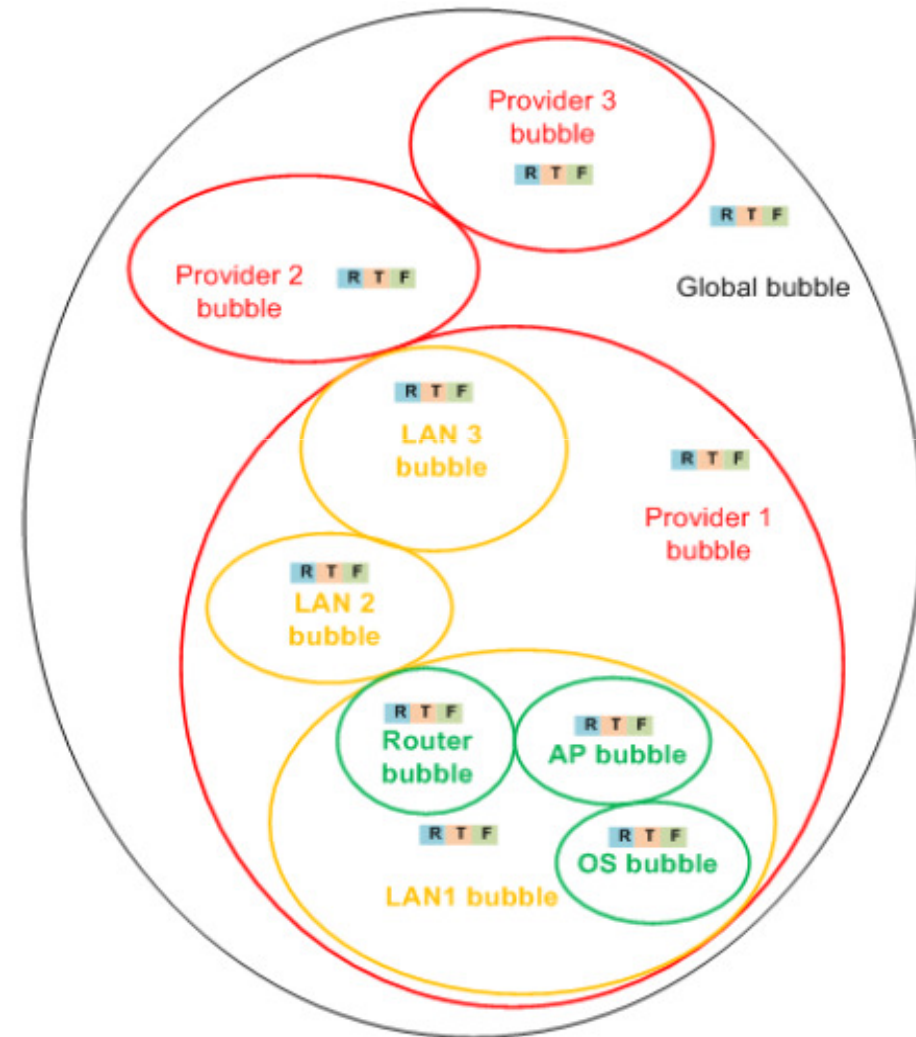 Provider 3
bubble
R T F
R T F
Global bubble
Provider 2
bubble
R T F
R T F
LAN 3
bubble
R T F
Provider 1
bubble
R T F
LAN 2
bubble
R T F
Router
bubble
R T F
AP bubble
R T F
OS bubble
R T F
LAN1 bubble